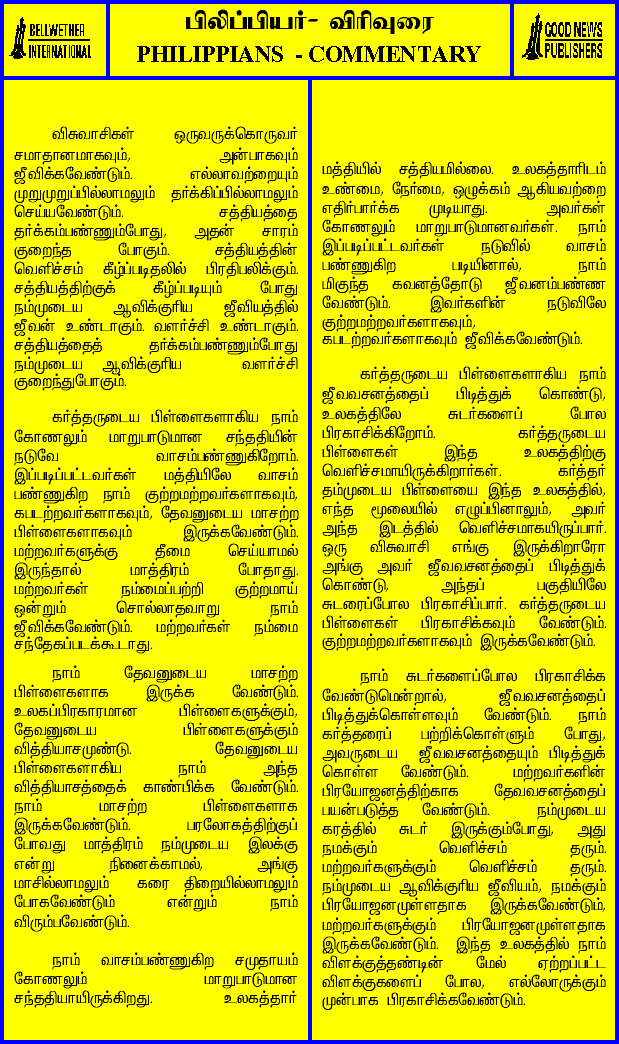 BELLWETHER
INTERNATIONAL
பிலிப்பியர்- விரிவுரை
PHILIPPIANS - COMMENTARY
GOOD NEWS
PUBLISHERS
விசுவாசிகள் ஒருவருக்கொருவர்
சமாதானமாகவும், அன்பாகவும்
ஜீவிக்கவேண்டும். எல்லாவற்றையும்
முறுமுறுப்பில்லாமலும் தர்க்கிப்பில்லாமலும்
செய்யவேண்டும். சத்தியத்தை
தர்க்கம்பண்ணும்போது, அதன் சாரம்
குறைந்த போகும். சத்தியத்தின்
வெளிச்சம் கீழ்ப்படிதலில் பிரதிபலிக்கும்.
சத்தியத்திற்குக் கீழ்ப்படியும் போது
நம்முடைய ஆவிக்குரிய ஜீவியத்தில்
ஜீவன் உண்டாகும். வளர்ச்சி உண்டாகும்.
சத்தியத்தைத் தர்க்கம்பண்ணும்போது
நம்முடைய ஆவிக்குரிய வளர்ச்சி
குறைந்துபோகும்.
கர்த்தருடைய பிள்ளைகளாகிய நாம்
கோணலும் மாறுபாடுமான சந்ததியின்
நடுவே வாசம்பண்ணுகிறோம்.
இப்படிப்பட்டவர்கள் மத்தியிலே வாசம்
பண்ணுகிற நாம் குற்றமற்றவர்களாகவும்,
கபடற்றவர்களாகவும், தேவனுடைய மாசற்ற
பிள்ளைகளாகவும் இருக்கவேண்டும்.
மற்றவர்களுக்கு தீமை செய்யாமல்
இருந்தால் மாத்திரம் போதாது.
மற்றவர்கள் நம்மைப்பற்றி குற்றமாய்
ஒன்றும் சொல்லாதவாறு நாம்
ஜீவிக்கவேண்டும். மற்றவர்கள் நம்மை
சந்தேகப்படக்கூடாது.
நாம் தேவனுடைய மாசற்ற
பிள்ளைகளாக இருக்க வேண்டும்.
உலகப்பிரகாரமான பிள்ளைகளுக்கும்,
தேவனுடைய பிள்ளைகளுக்கும்
வித்தியாசமுண்டு. தேவனுடைய
பிள்ளைகளாகிய நாம் அந்த
வித்தியாசத்தைக் காண்பிக்க வேண்டும்.
நாம் மாசற்ற பிள்ளைகளாக
இருக்கவேண்டும். பரலோகத்திற்குப்
போவது மாத்திரம் நம்முடைய இலக்கு
என்று நினைக்காமல், அங்கு
மாசில்லாமலும் கரை திறையில்லாமலும்
போகவேண்டும் என்றும் நாம்
விரும்பவேண்டும்.
நாம் வாசம்பண்ணுகிற சமுதாயம்
கோணலும் மாறுபாடுமான
சந்ததியாயிருக்கிறது. உலகத்தார்
மத்தியில் சத்தியமில்லை. உலகத்தாரிடம்
உண்மை, நேர்மை, ஒழுக்கம் ஆகியவற்றை
எதிர்பார்க்க முடியாது. அவர்கள்
கோணலும் மாறுபாடுமானவர்கள். நாம்
இப்படிப்பட்டவர்கள் நடுவில் வாசம்
பண்ணுகிற படியினால், நாம்
மிகுந்த கவனத்தோடு ஜீவனம்பண்ண
வேண்டும். இவர்களின் நடுவிலே
குற்றமற்றவர்களாகவும்,
கபடற்றவர்களாகவும் ஜீவிக்கவேண்டும்.
கர்த்தருடைய பிள்ளைகளாகிய நாம்
ஜீவவசனத்தைப் பிடித்துக் கொண்டு,
உலகத்திலே சுடர்களைப் போல
பிரகாசிக்கிறோம். கர்த்தருடைய
பிள்ளைகள் இந்த உலகத்திற்கு
வெளிச்சமாயிருக்கிறார்கள். கர்த்தர்
தம்முடைய பிள்ளையை இந்த உலகத்தில்,
எந்த மூலையில் எழுப்பினாலும், அவர்
அந்த இடத்தில் வெளிச்சமாகயிருப்பார்.
ஒரு விசுவாசி எங்கு இருக்கிறாரோ
அங்கு அவர் ஜீவவசனத்தைப் பிடித்துக்
கொண்டு, அந்தப் பகுதியிலே
சுடரைப்போல பிரகாசிப்பார். கர்த்தருடைய
பிள்ளைகள் பிரகாசிக்கவும் வேண்டும்.
குற்றமற்றவர்களாகவும் இருக்கவேண்டும்.
நாம் சுடர்களைப்போல பிரகாசிக்க
வேண்டுமென்றால், ஜீவவசனத்தைப்
பிடித்துக்கொள்ளவும் வேண்டும். நாம்
கர்த்தரைப் பற்றிக்கொள்ளும் போது,
அவருடைய ஜீவவசனத்தையும் பிடித்துக்
கொள்ள வேண்டும். மற்றவர்களின்
பிரயோஜனத்திற்காக தேவவசனத்தைப்
பயன்படுத்த வேண்டும். நம்முடைய
கரத்தில் சுடர் இருக்கும்போது, அது
நமக்கும் வெளிச்சம் தரும்.
மற்றவர்களுக்கும் வெளிச்சம் தரும்.
நம்முடைய ஆவிக்குரிய ஜீவியம், நமக்கும்
பிரயோஜனமுள்ளதாக இருக்கவேண்டும்,
மற்றவர்களுக்கும் பிரயோஜனமுள்ளதாக
இருக்கவேண்டும். இந்த உலகத்தில் நாம்
விளக்குத்தண்டின் மேல் ஏற்றப்பட்ட
விளக்குகளைப் போல, எல்லோருக்கும்
முன்பாக பிரகாசிக்கவேண்டும்.